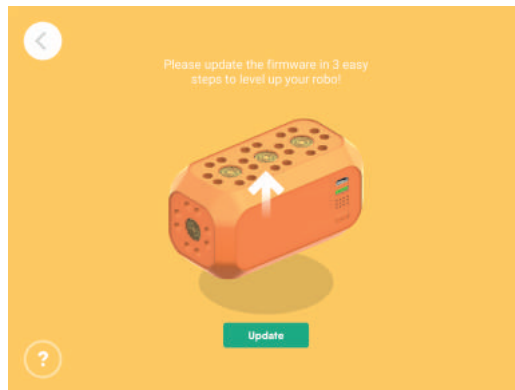 Please update the firmware in 3 easy
steps to level up your robo!
Update
?